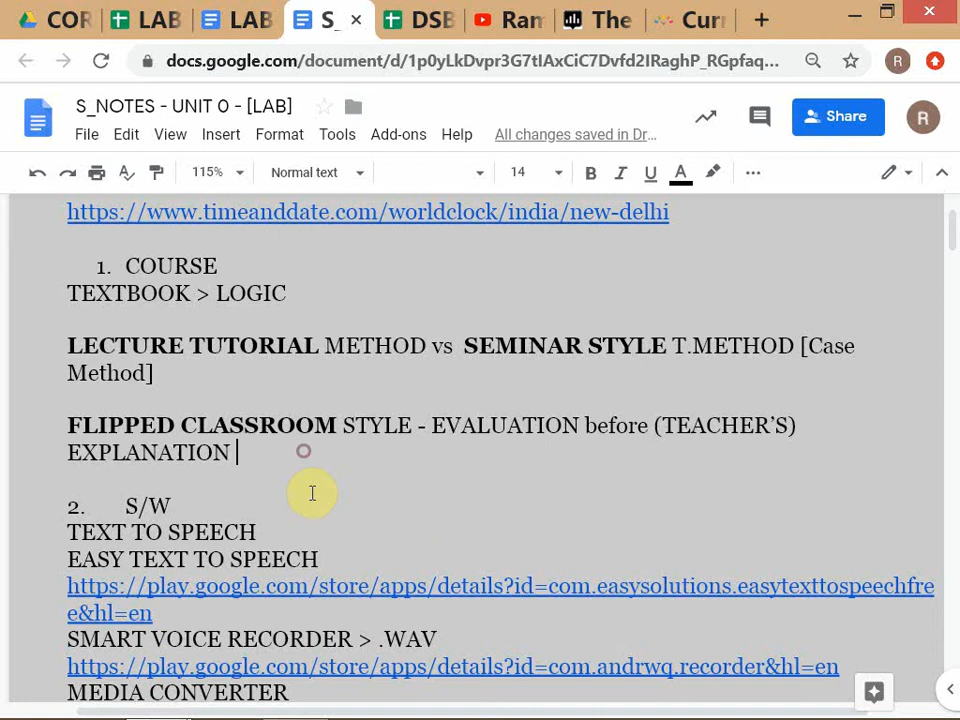 COR LAB LAB S_ DSB Ram The Curr
docs.google.com/document/d/1p0yLkDvpr3G7tIAxCiC7Dvfd2IRaghP_RGpfaq... R
S_NOTES - UNIT 0 - [LAB] Share R
File Edit View Insert Format Tools Add-ons Help All changes saved in Dr...
115% Normal text 14 B I U A
https://www.timeanddate.com/worldclock/india/new-delhi
1. COURSE
TEXTBOOK > LOGIC
LECTURE TUTORIAL METHOD vs SEMINAR STYLE T.METHOD [Case
Method]
FLIPPED CLASSROOM STYLE - EVALUATION before (TEACHER'S)
EXPLANATION
2. S/W
TEXT TO SPEECH
EASY TEXT TO SPEECH
https://play.google.com/store/apps/details?id=com.easysolutions.easytexttospeechfre
e&hl=en
SMART VOICE RECORDER > .WAV
https://play.google.com/store/apps/details?id=com.andrwq.recorder&hl=en
MEDIA CONVERTER